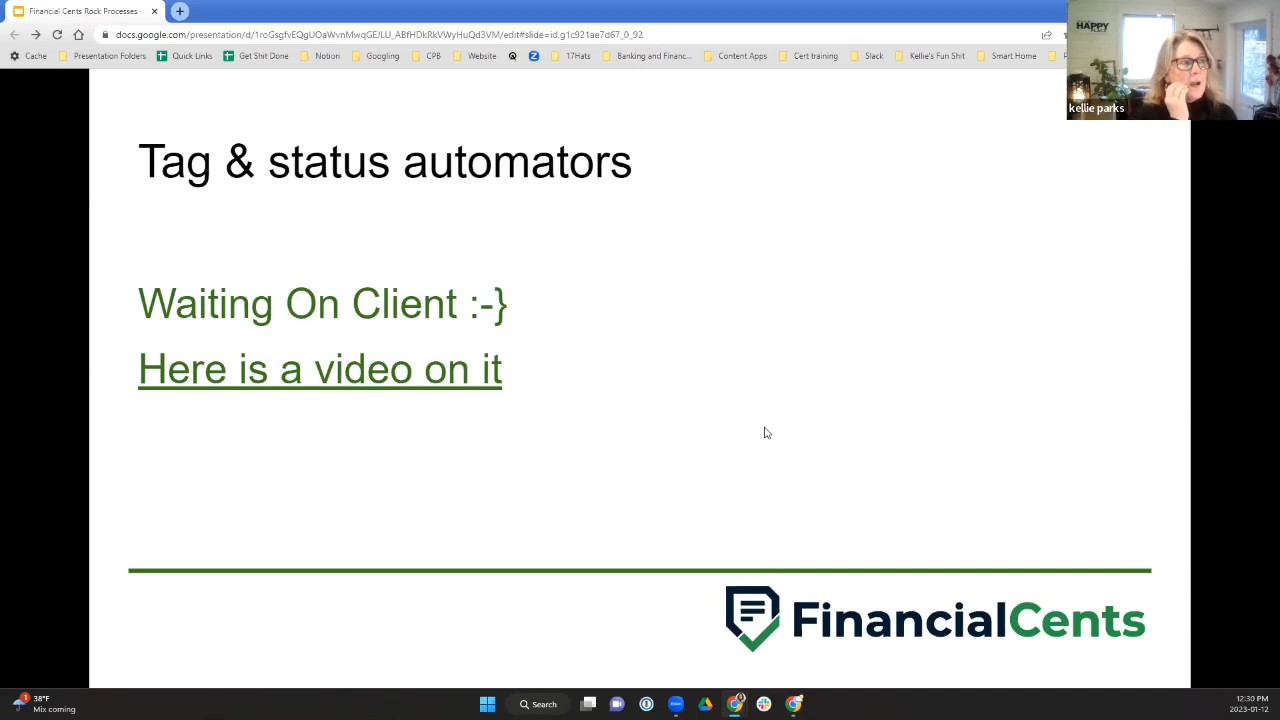 Financial Cents Rock Processes -
docs.google.com/presentation/d/1roGsgfvEQgUOaWvnMwqGEJLU_ABfHDkRkVWyHuQd3VM/edit#slide=id.g1c921ae7d67_0_92
Cache Presentation Folders Quick Links Get Shit Done Notion Googling CPB Website 17Hats Banking and Financ... Content Apps Cert training Slack Kellie's Fun Shit Smart Home
HAPPY
kellie parks
Tag & status automators
Waiting On Client :-}
Here is a video on it
FinancialCents
1
38°F
Mix coming
Search
zoom
12:30 PM
2023-01-12